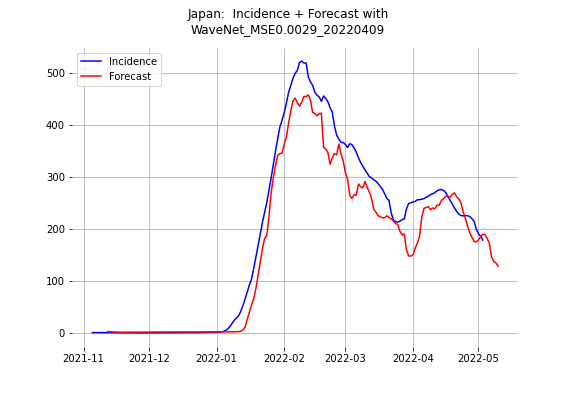 Japan:  Incidence + Forecast with
WaveNet_MSE0.0029_20220409
Incidence
Forecast
500
400
300
200
100
0
2021-11 2021-12 2022-01 2022-02 2022-03 2022-04 2022-05